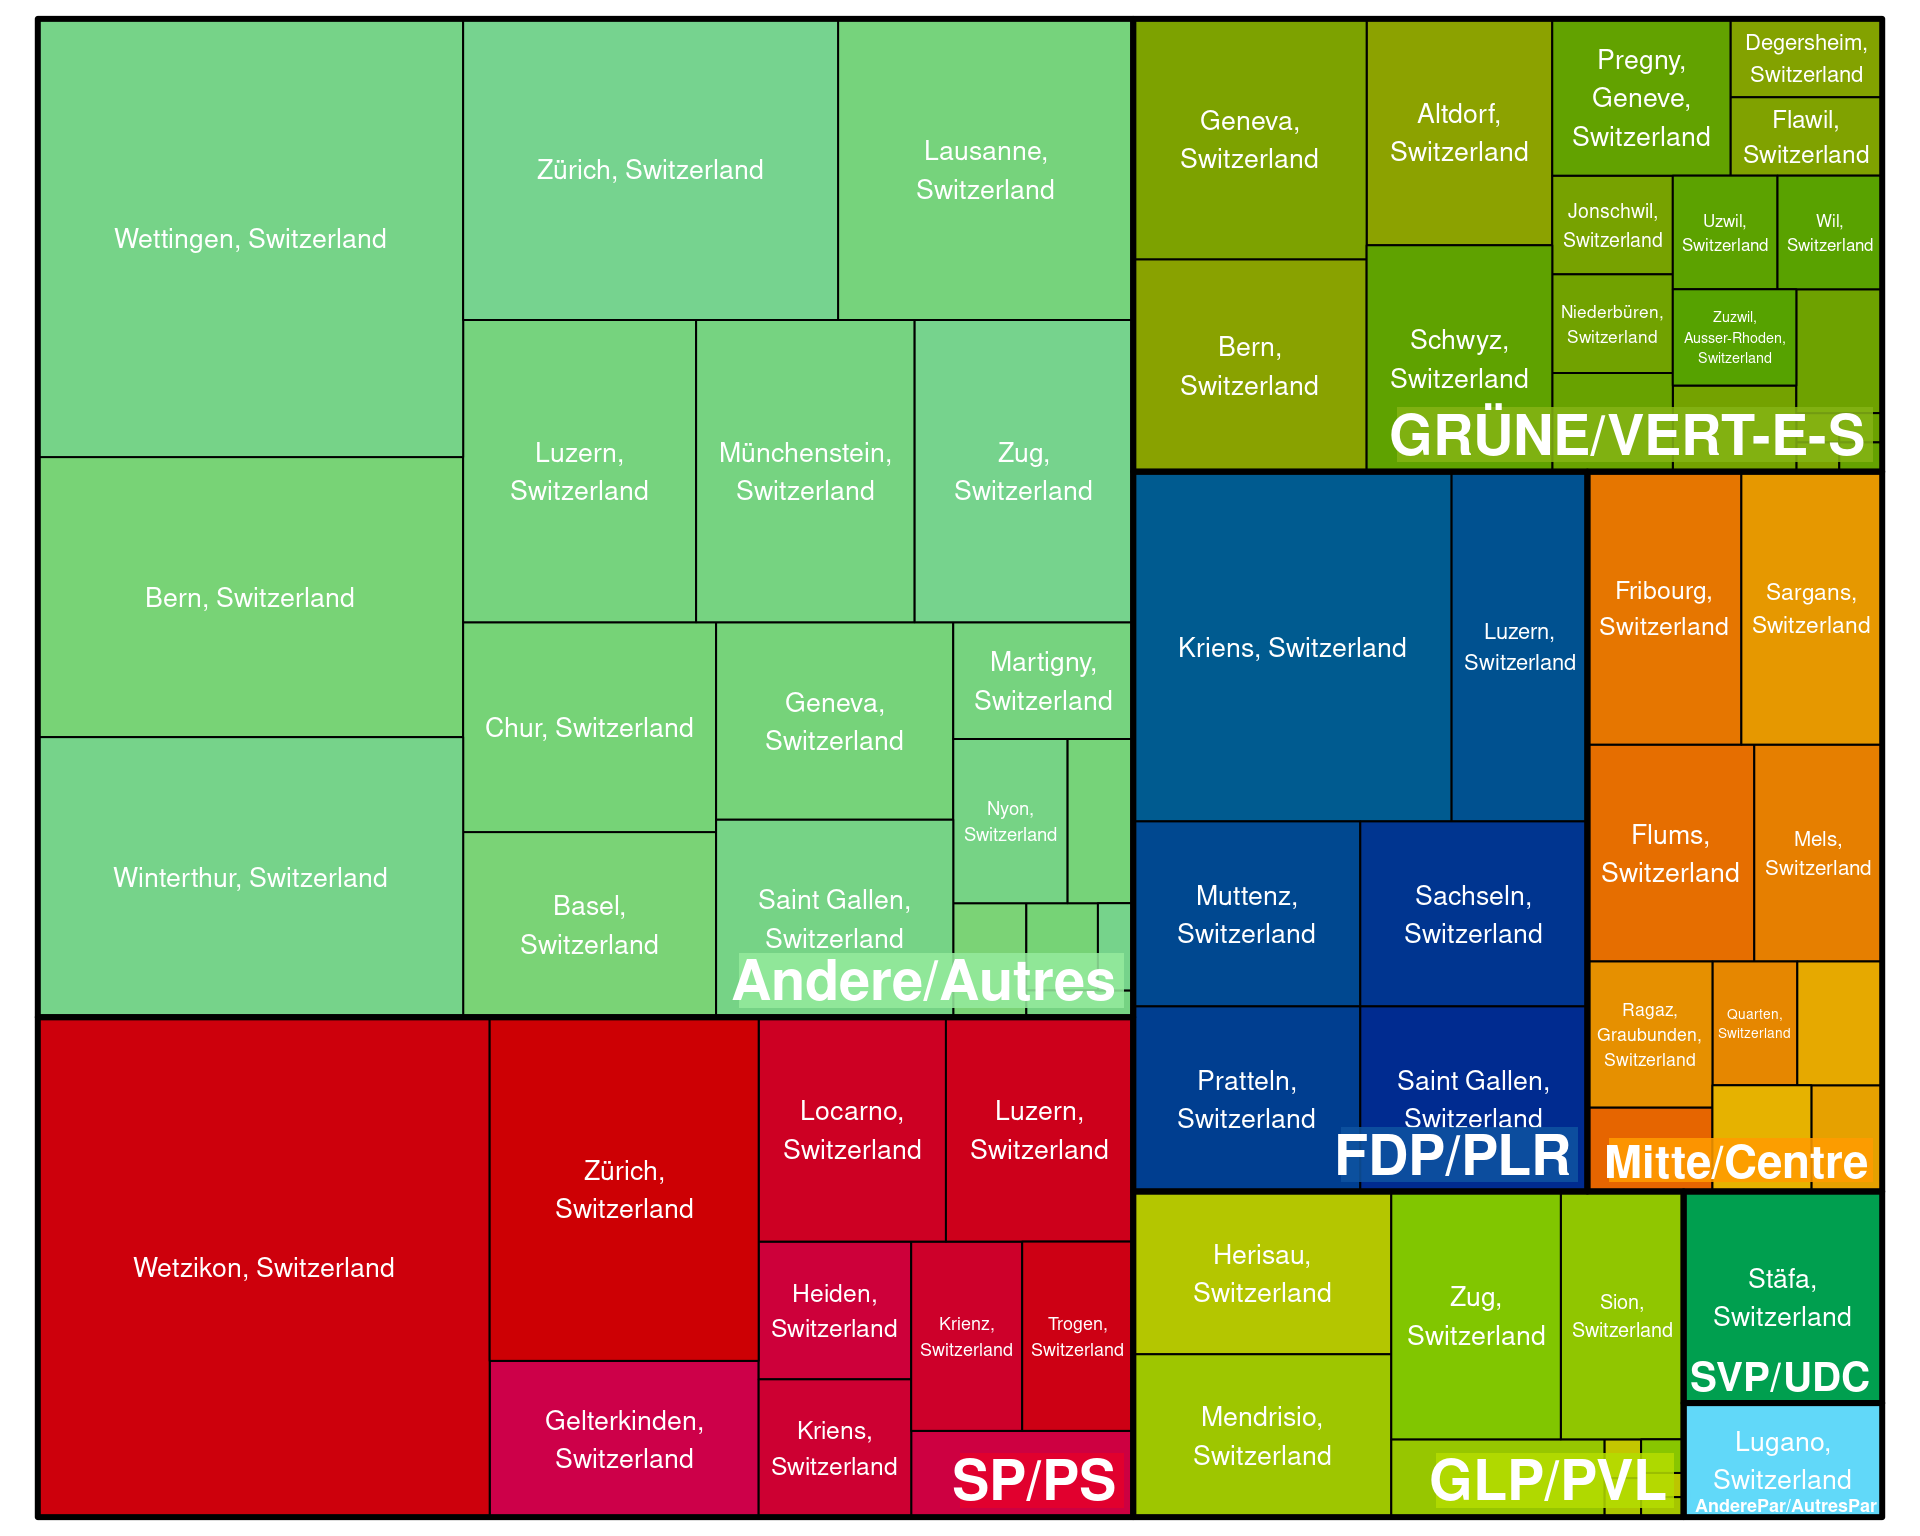 Wettingen, Switzerland
Zürich, Switzerland
Lausanne,
Switzerland
Luzern,
Switzerland
Münchenstein,
Switzerland
Zug,
Switzerland
Bern, Switzerland
Winterthur, Switzerland
Chur, Switzerland
Geneva,
Switzerland
Martigny,
Switzerland
Nyon,
Switzerland
Basel,
Switzerland
Saint Gallen,
Switzerland
Andere/Autres
Wetzikon, Switzerland
Zürich,
Switzerland
Gelterkinden,
Switzerland
Locarno,
Switzerland
Luzern,
Switzerland
Heiden,
Switzerland
Krienz,
Switzerland
Trogen,
Switzerland
Kriens,
Switzerland
SP/PS
Geneva,
Switzerland
Altdorf,
Switzerland
Pregny,
Geneve,
Switzerland
Degersheim,
Switzerland
Flawil,
Switzerland
Jonschwil,
Switzerland
Uzwil,
Switzerland
Wil,
Switzerland
Bern,
Switzerland
Schwyz,
Switzerland
Niederbüren,
Switzerland
Zuzwil,
Ausser-Rhoden,
Switzerland
GRÜNE/VERT-E-S
Kriens, Switzerland
Luzern,
Switzerland
Muttenz,
Switzerland
Sachseln,
Switzerland
Pratteln,
Switzerland
Saint Gallen,
Switzerland
FDP/PLR
Fribourg,
Switzerland
Sargans,
Switzerland
Flums,
Switzerland
Mels,
Switzerland
Ragaz,
Graubunden,
Switzerland
Quarten,
Switzerland
Mitte/Centre
Herisau,
Switzerland
Zug,
Switzerland
Sion,
Switzerland
Mendrisio,
Switzerland
GLP/PVL
Stäfa,
Switzerland
SVP/UDC
Lugano,
Switzerland
AnderePar/AutresPar